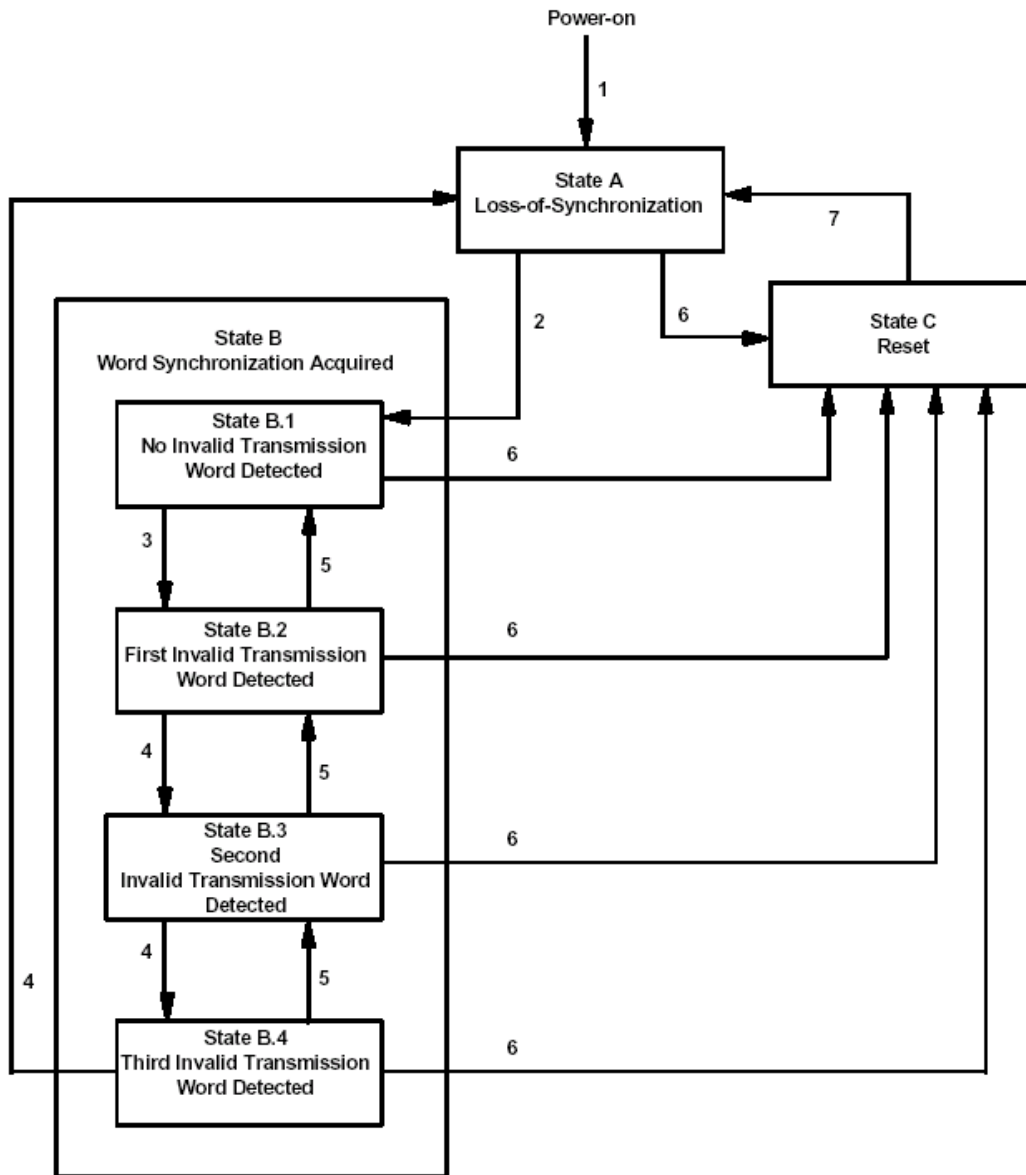 Power-on
1
State A
Loss-of-Synchronization
7
2
6
State C
Reset
State B
Word Synchronization Acquired
State B.1
No Invalid Transmission
Word Detected
6
3
5
State B.2
First Invalid Transmission
Word Detected
6
4
5
State B.3
Second
Invalid Transmission Word
Detected
6
4
5
4
State B.4
Third Invalid Transmission
Word Detected
6